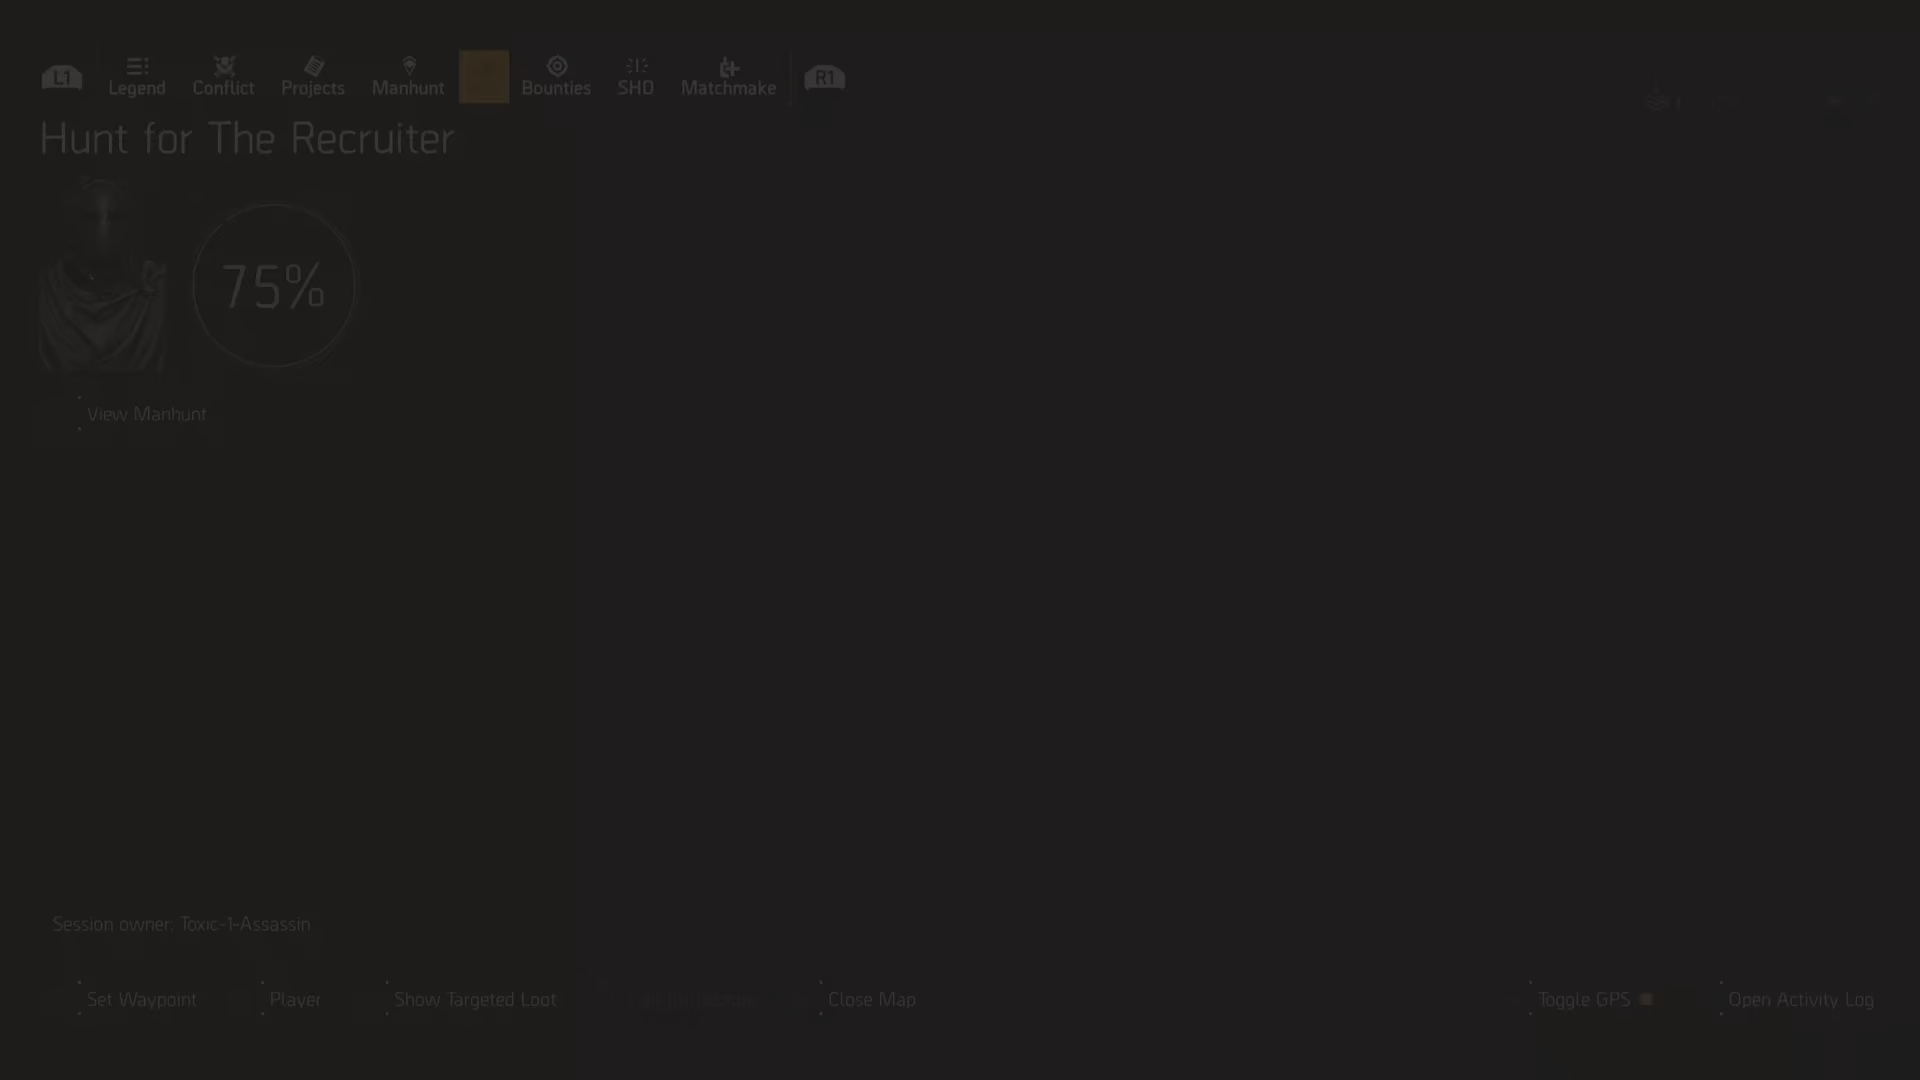 L1 Legend Conflict Projects Manhunt Bounties SHD Matchmake R1
Hunt for The Recruiter
75%
View Manhunt
Session owner: Toxic-1-Assassin
Set Waypoint Player Show Targeted Loot Close Map Toggle GPS Open Activity Log